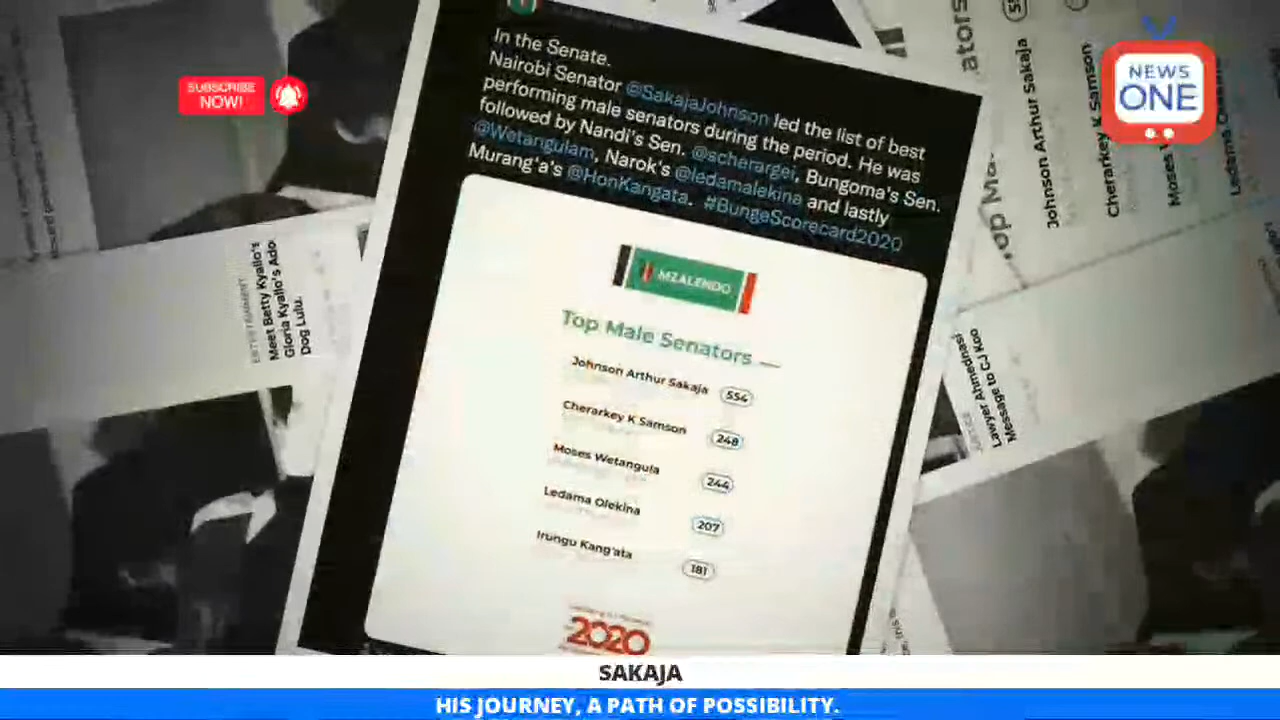 In the Senate.
Nairobi Senator @SakajaJohnson led the list of best
performing male senators during the period. He was
followed by Nandi's Sen. @scherargei, Bungoma's Sen.
@Wetangulam, Narok's @ledamalekina and lastly
Murang'a's @HonKangata. #BungeScorecard2020
MZALENDO
Top Male Senators
Johnson Arthur Sakaja 554
Cherarkey K Samson 248
Moses Wetangula 244
Ledama Olekina 207
Irungu Kang'ata 181
2020
SUBSCRIBE
NOW!
NEWS
ONE
ENTERTAINMENT
Meet Betty Kyallo's
Gloria Kyallo's Ado
Dog Lulu.
Johnson Arthur Sakaja
Cherarkey K Samson
Moses
Ledama
Lawyer Ahmednasi
Message to CJ Koo
SAKAJA
HIS JOURNEY, A PATH OF POSSIBILITY.